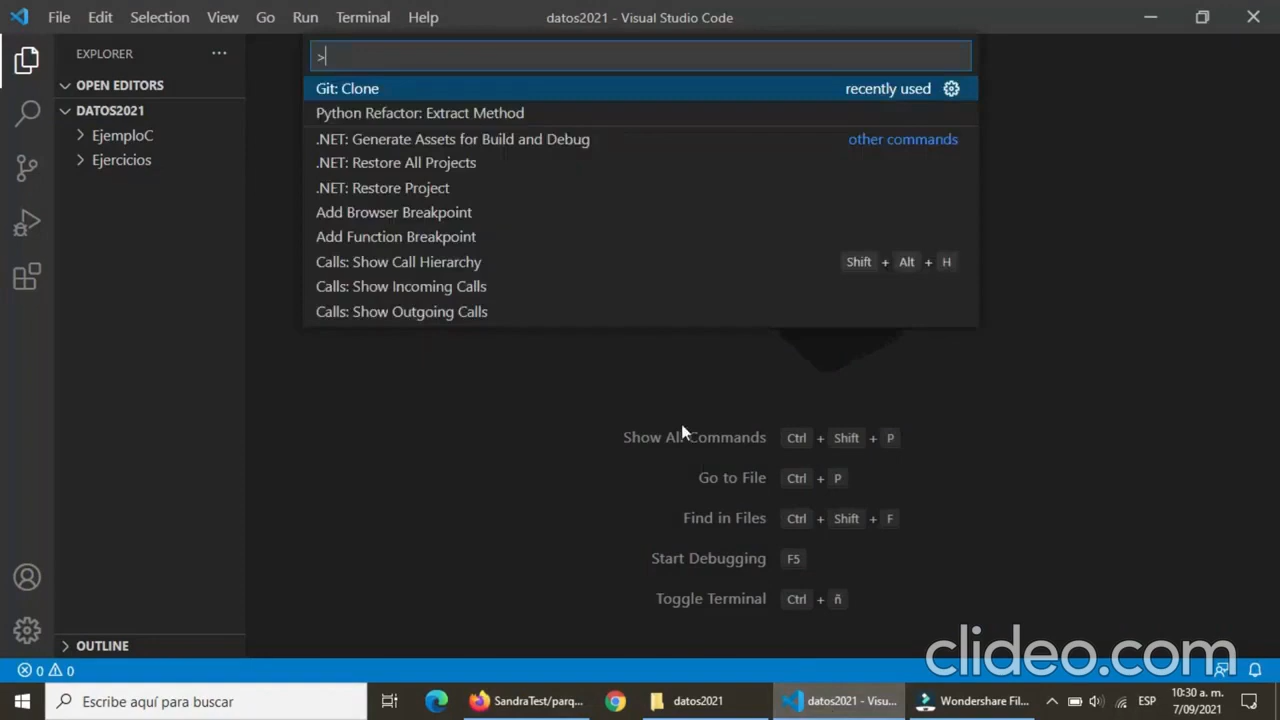 File Edit Selection View Go Run Terminal Help datos2021 - Visual Studio Code
EXPLORER ...
OPEN EDITORS
DATOS2021
EjemploC
Ejercicios
OUTLINE
>
Git: Clone recently used
Python Refactor: Extract Method
.NET: Generate Assets for Build and Debug other commands
.NET: Restore All Projects
.NET: Restore Project
Add Browser Breakpoint
Add Function Breakpoint
Calls: Show Call Hierarchy Shift + Alt + H
Calls: Show Incoming Calls
Calls: Show Outgoing Calls
Show All Commands Ctrl + Shift + P
Go to File Ctrl + P
Find in Files Ctrl + Shift + F
Start Debugging F5
Toggle Terminal Ctrl + ñ
clideo.com
0 0
Escribe aquí para buscar SandraTest/parq... datos2021 datos2021 - Visu... Wondershare Fil... ESP 10:30 a. m.
7/09/2021